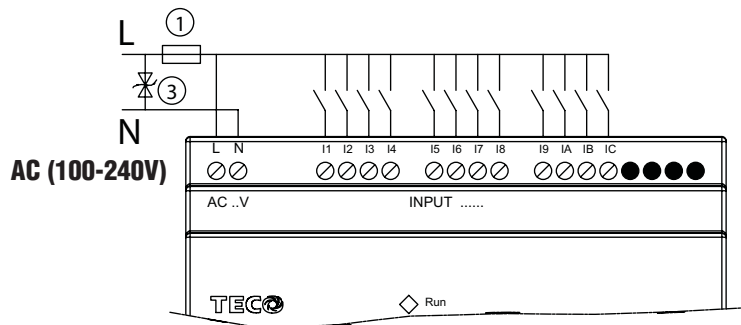 L
1
3
N
L N I1 I2 I3 I4 I5 I6 I7 I8 I9 IA IB IC
AC (100-240V)
AC ..V INPUT ......
TECO Run